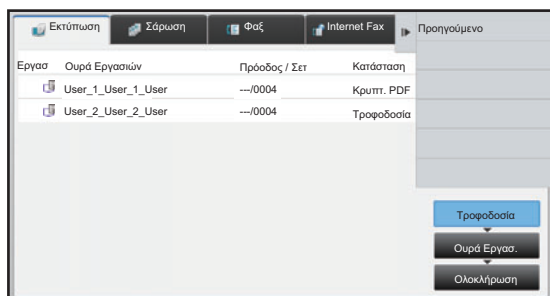 Εκτύπωση Σάρωση Φαξ Internet Fax Προηγούμενο
Εργασ Ουρά Εργασιών Πρόοδος / Σετ Κατάσταση
User_1_User_1_User ---/0004 Κρυπτ. PDF
User_2_User_2_User ---/0004 Τροφοδοσία
Τροφοδοσία
Ουρά Εργασ.
Ολοκλήρωση